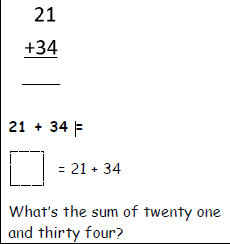 21
+34
21 + 34 =
= 21 + 34
What's the sum of twenty one
and thirty four?